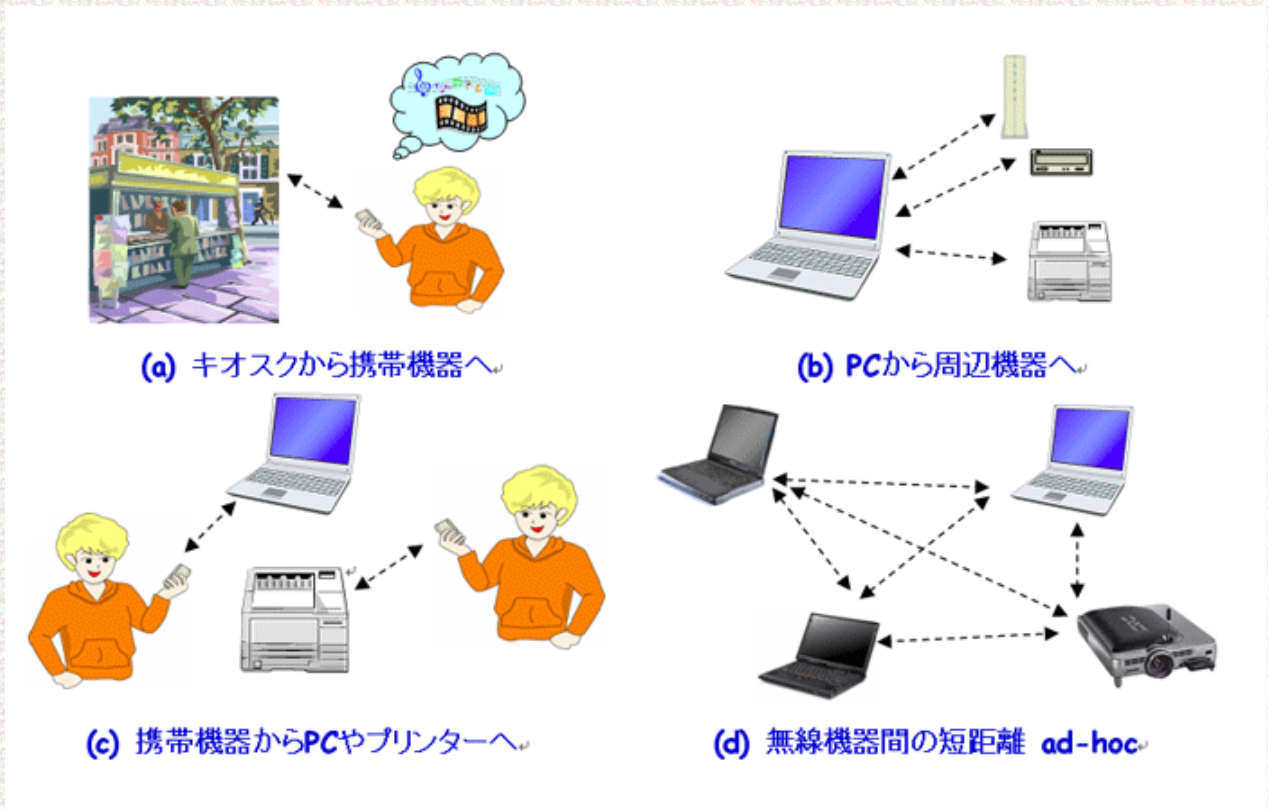 (a) キオスクから携帯機器へ
(b) PCから周辺機器へ
(c) 携帯機器からPCやプリンターへ
(d) 無線機器間の短距離 ad-hoc